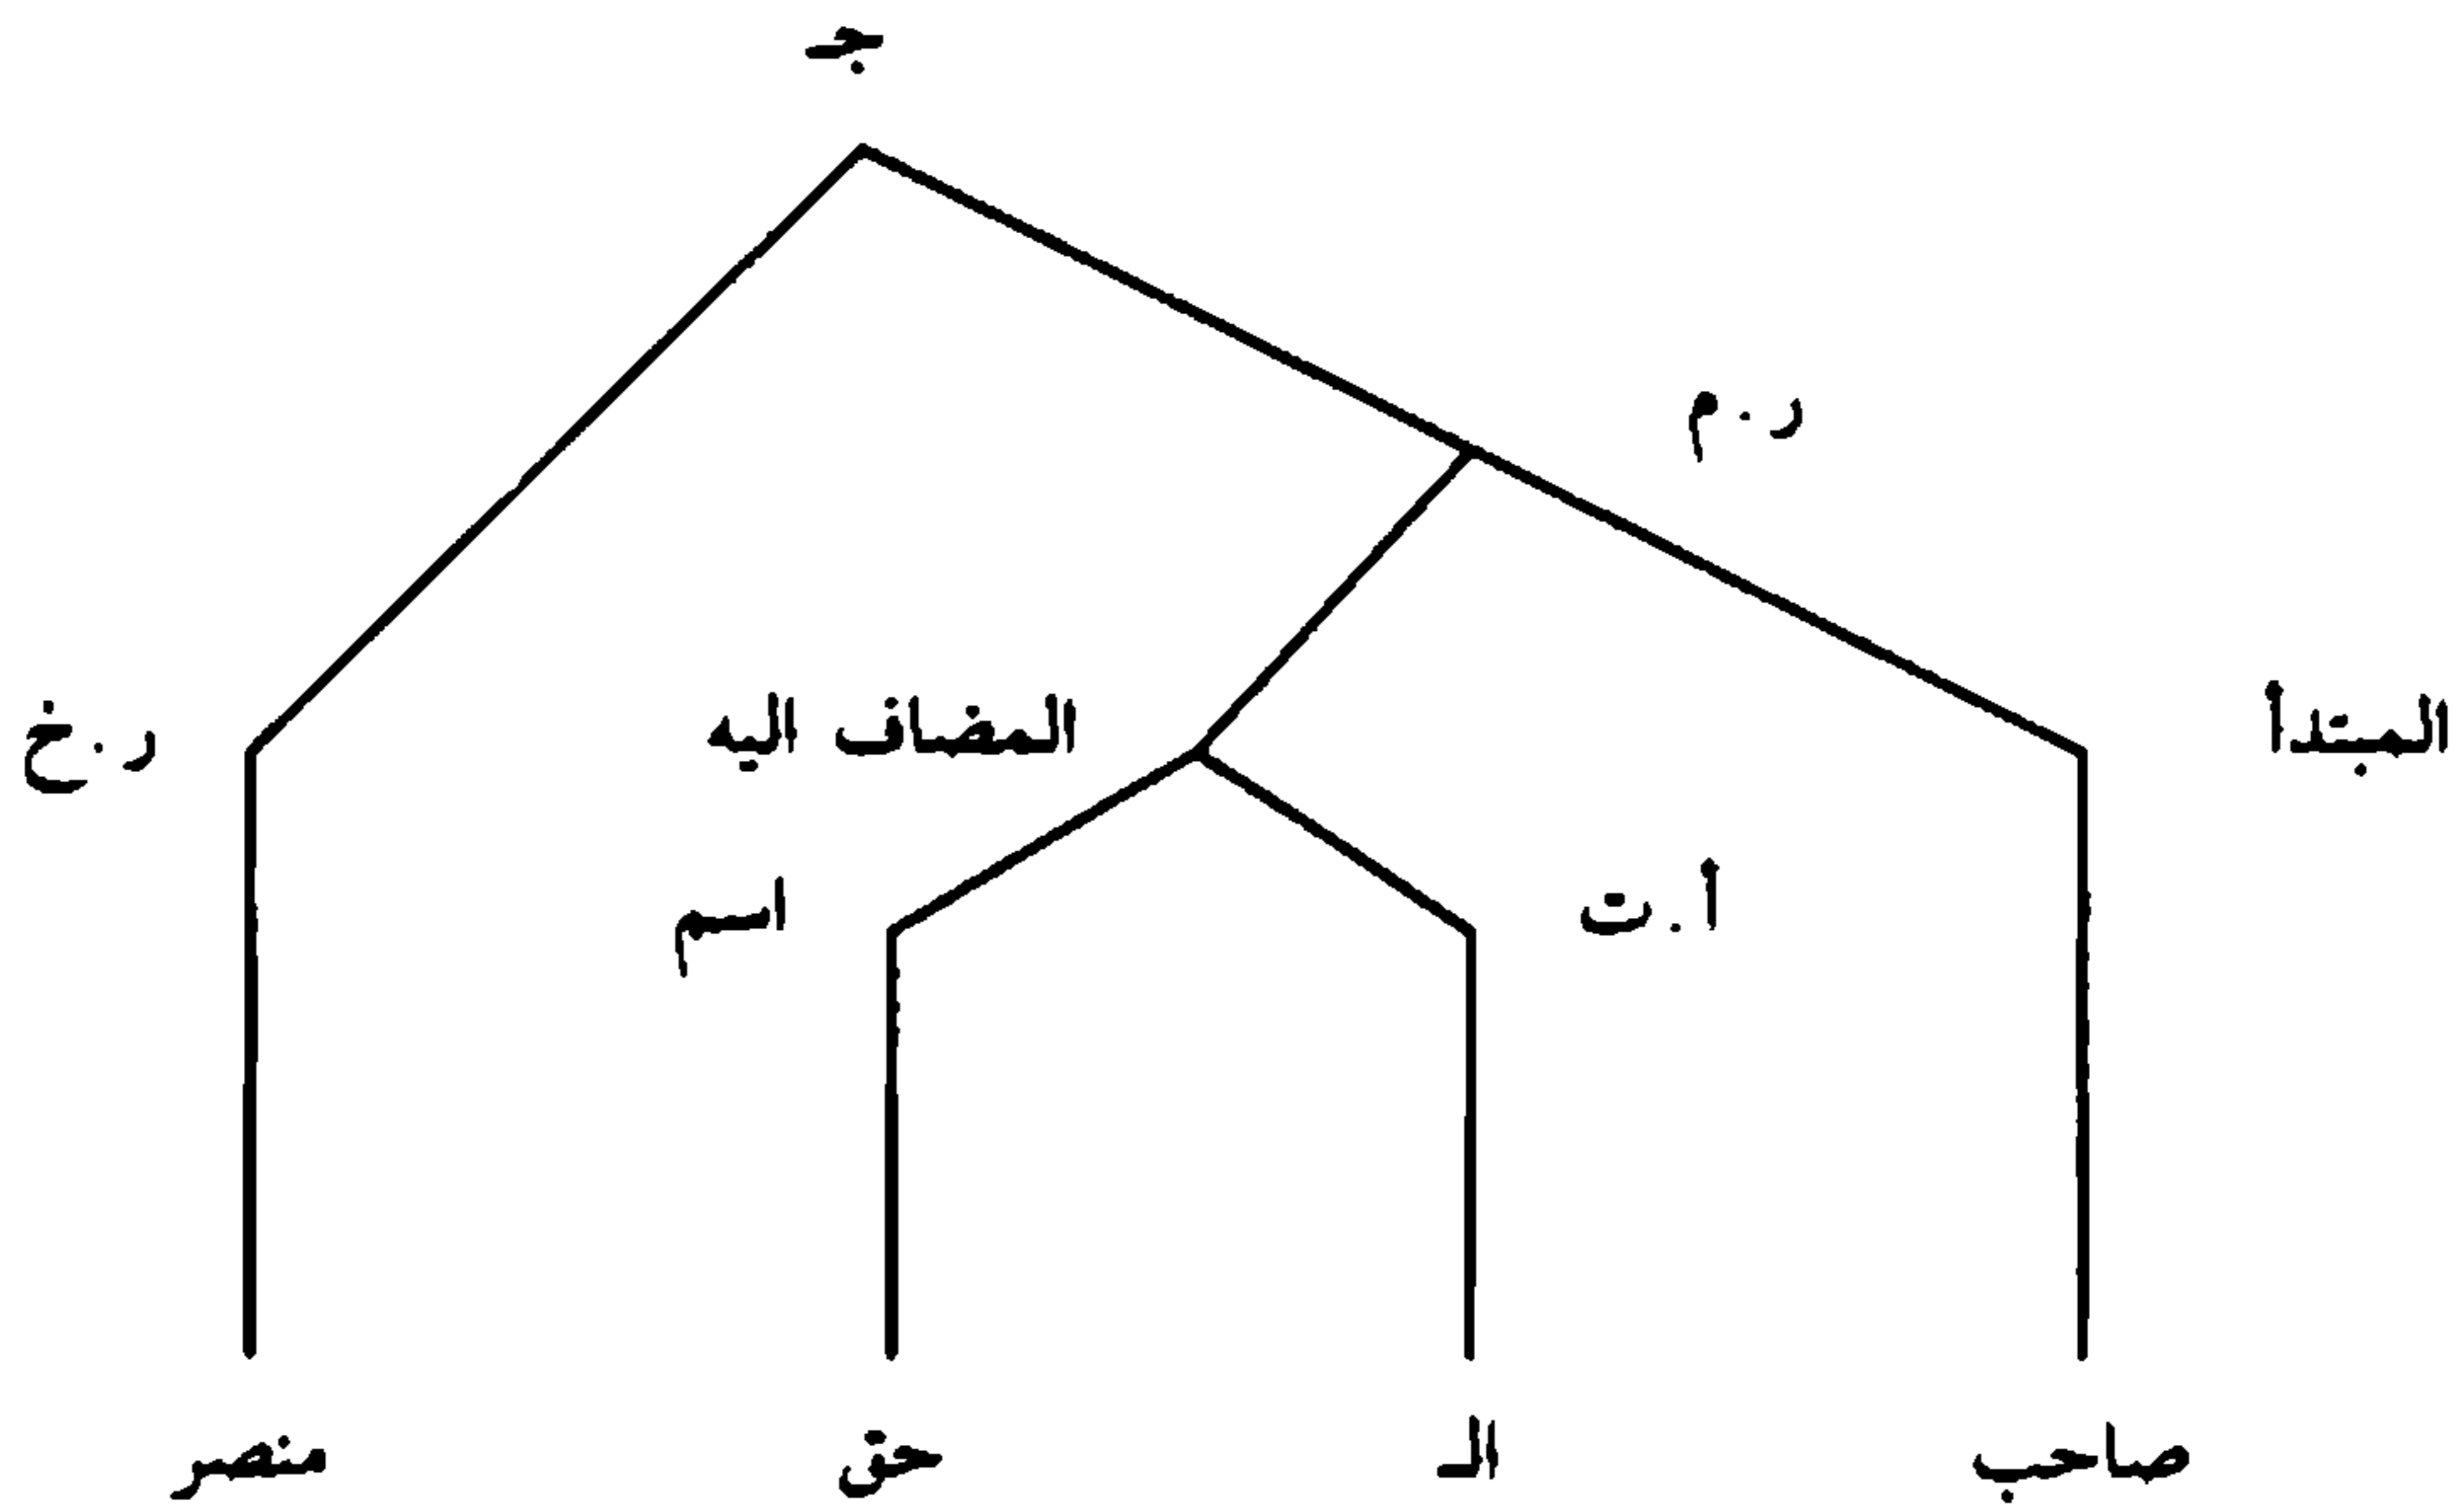 جـ
ر.م
المبتدأ
المضاف اليه
ر.خ
أ.ت
اسم
صاحب
الـ
حق
منصر